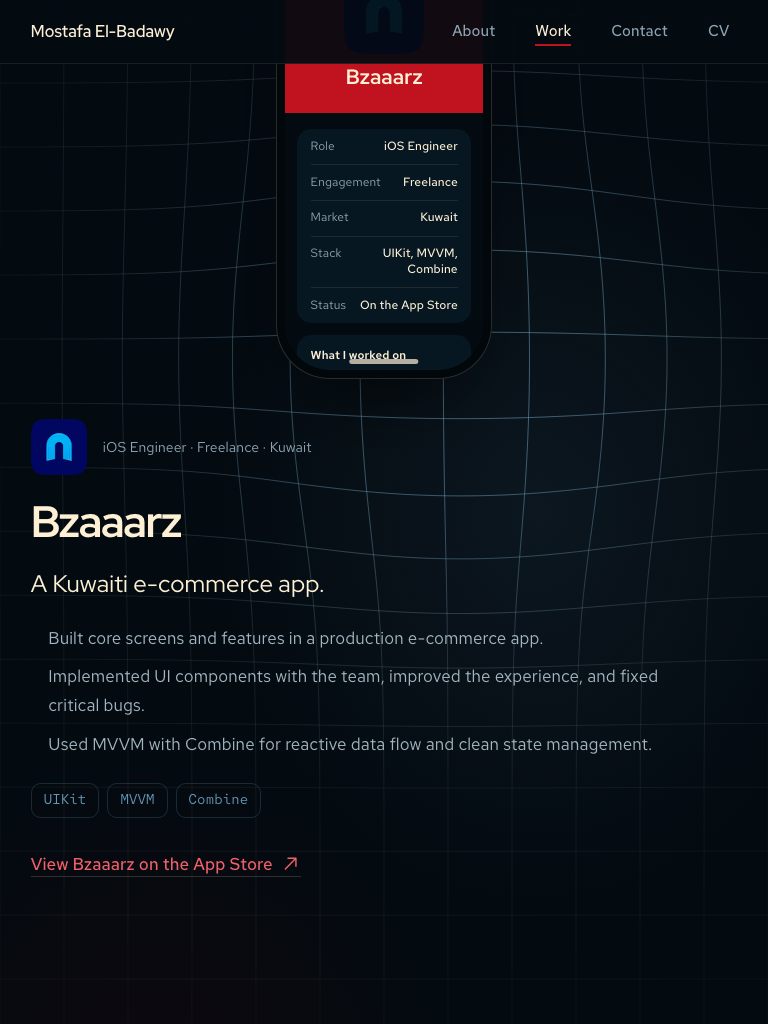 Mostafa El-Badawy
About
Work
Contact
CV
Bzaaarz
Role iOS Engineer
Engagement Freelance
Market Kuwait
Stack UIKit, MVVM,
Combine
Status On the App Store
What I worked on
iOS Engineer · Freelance · Kuwait
Bzaaarz
A Kuwaiti e-commerce app.
Built core screens and features in a production e-commerce app.
Implemented UI components with the team, improved the experience, and fixed
critical bugs.
Used MVVM with Combine for reactive data flow and clean state management.
UIKit
MVVM
Combine
View Bzaaarz on the App Store